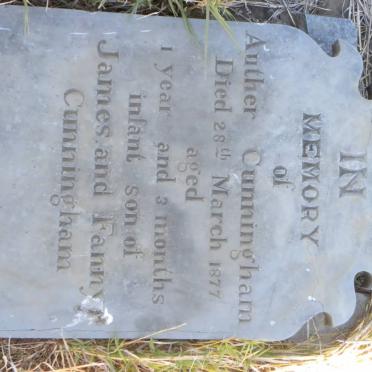 IN
MEMORY
of
Auther Cunningham
Died 28th March 1877
aged
1 year and 3 months
infant son of
James and Fanny
Cunningham